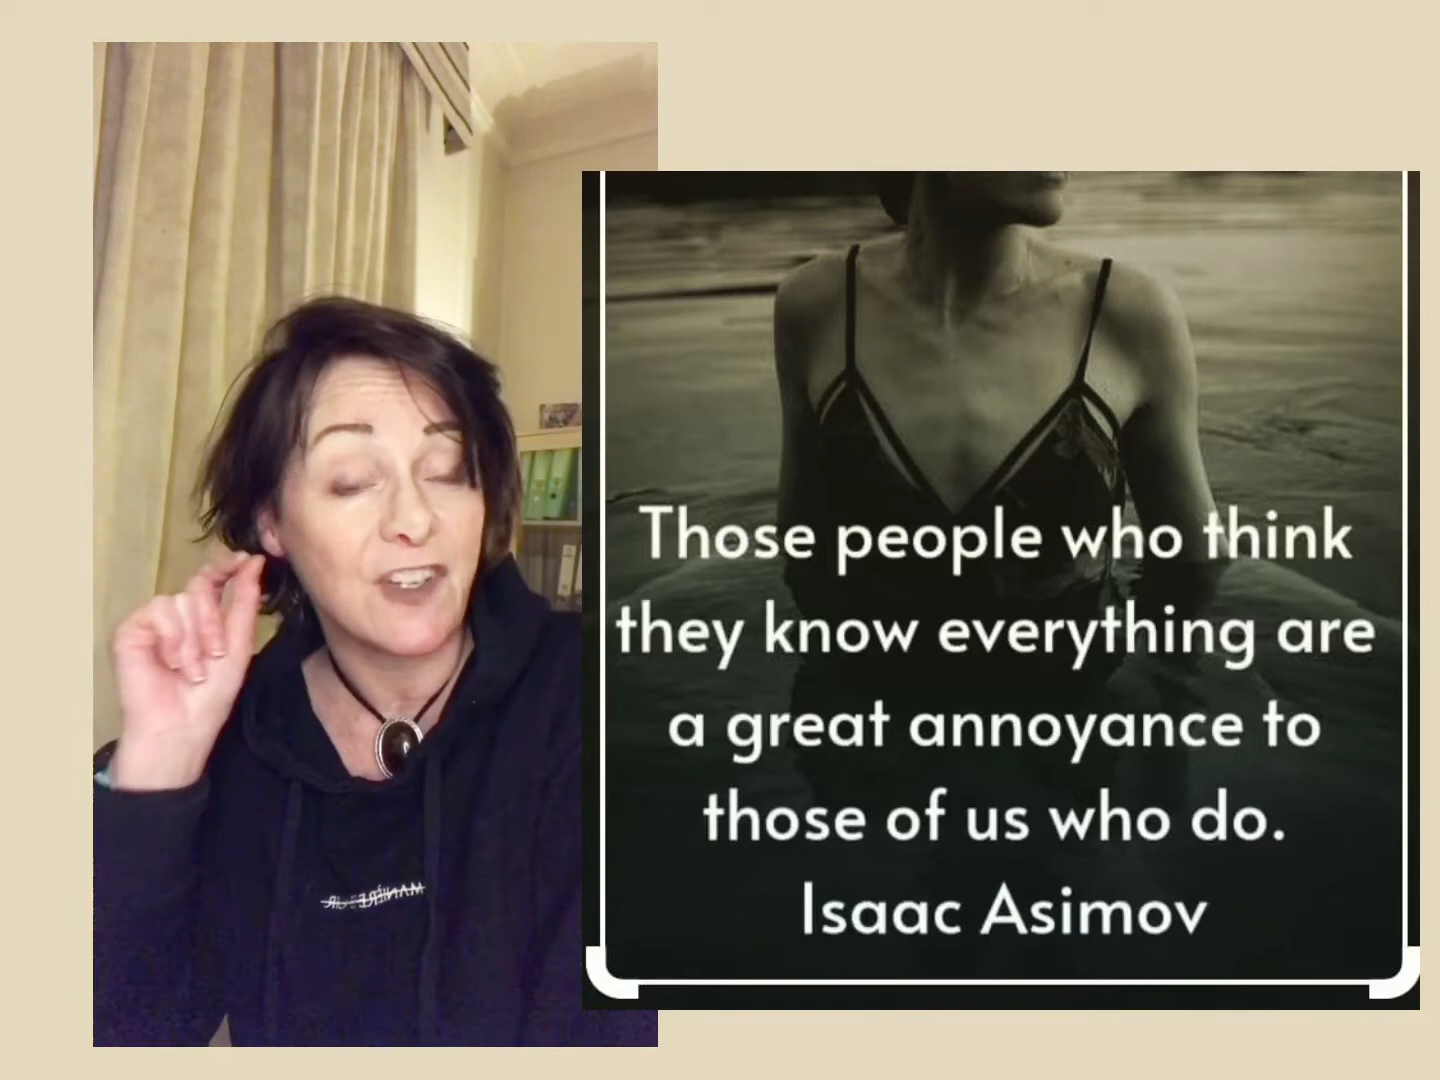 Those people who think
they know everything are
a great annoyance to
those of us who do.
Isaac Asimov